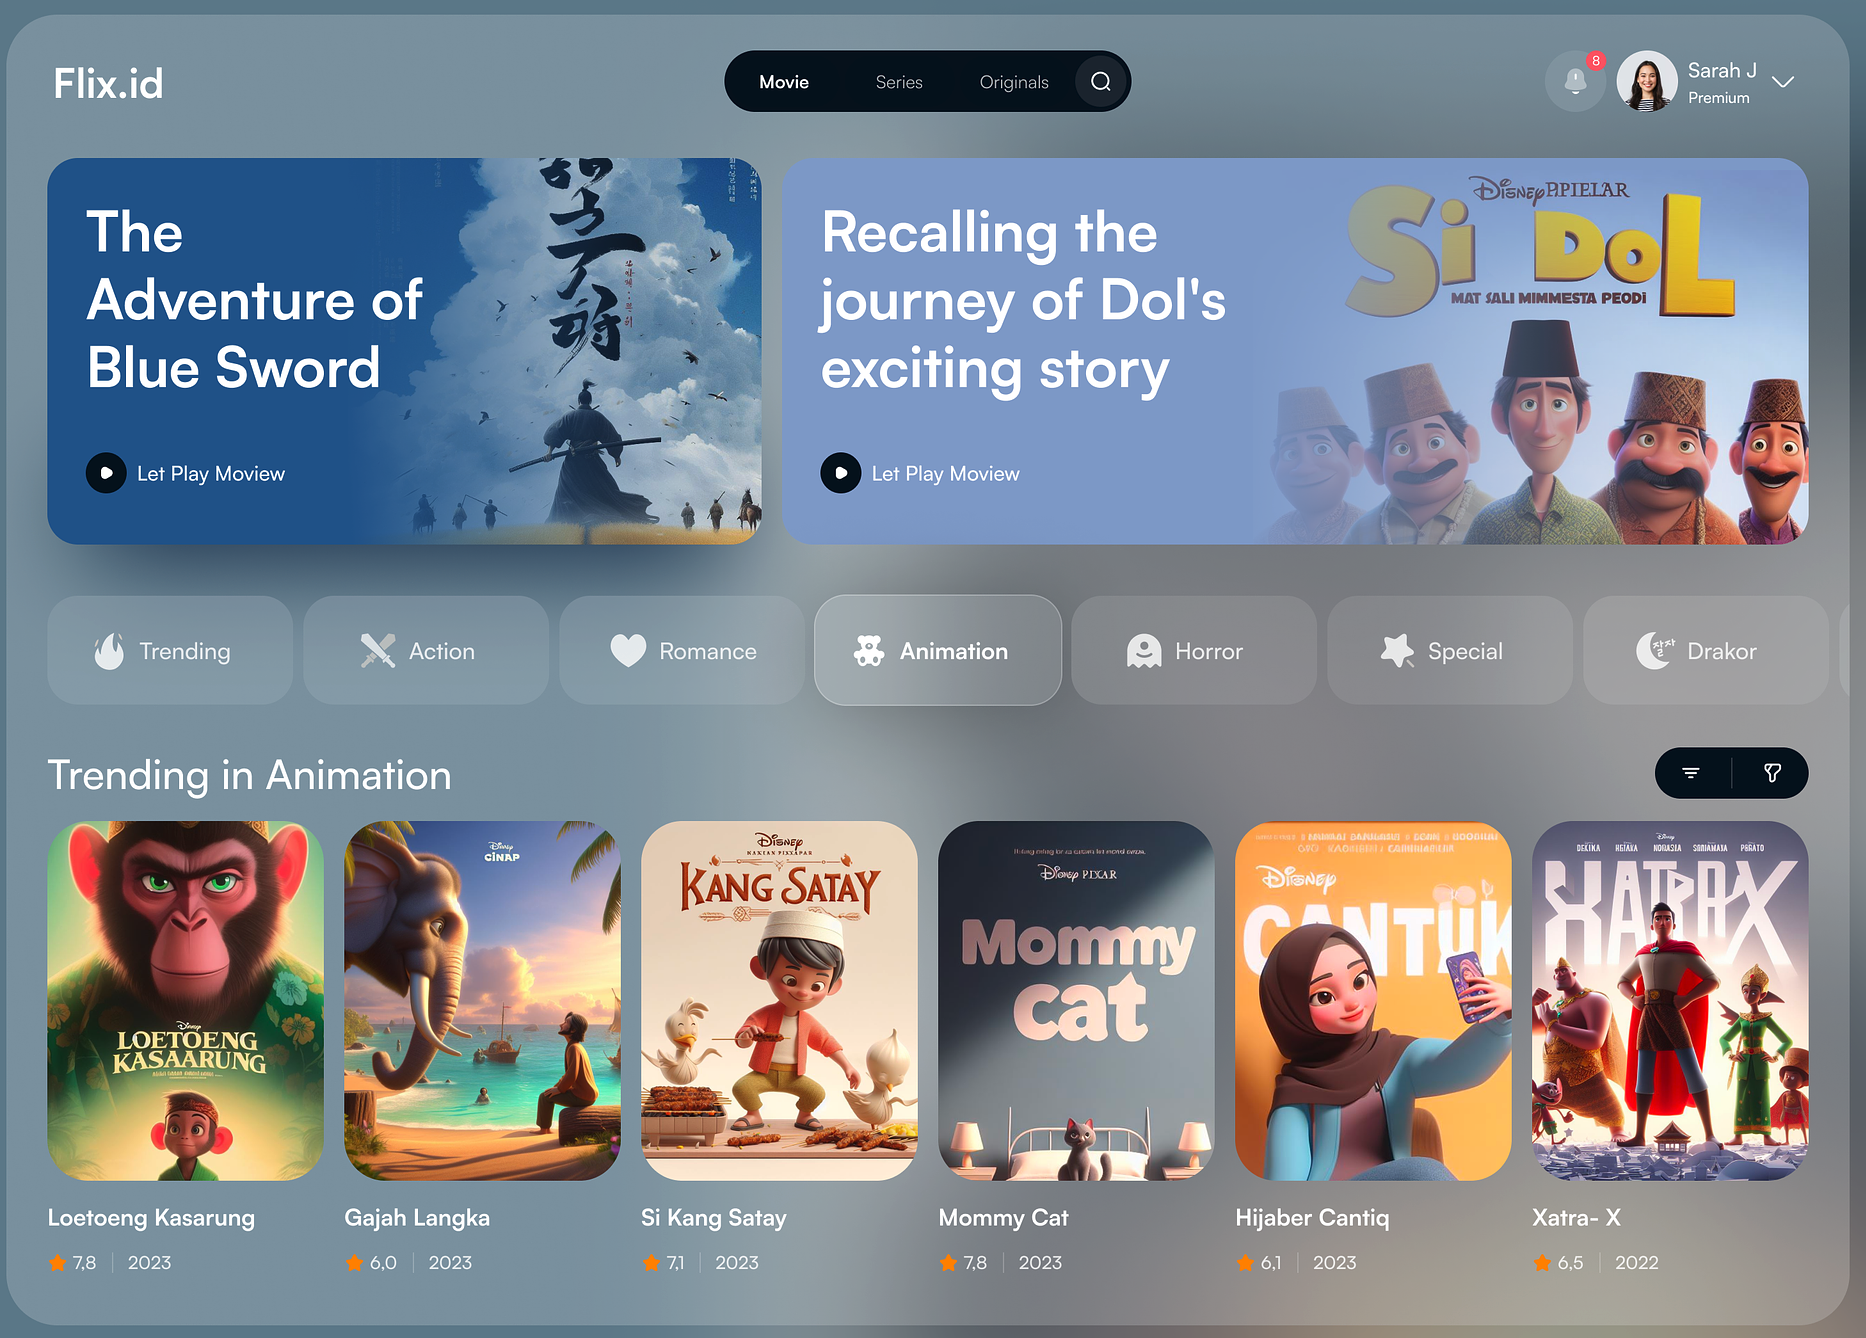 Flix.id
Movie
Series
Originals
8
Sarah J
Premium
The
Adventure of
Blue Sword
Let Play Moview
Recalling the
journey of Dol's
exciting story
Let Play Moview
Disney
Si DoL
MAT SALI MIMMESTA PEODi
Trending
Action
Romance
Animation
Horror
Special
Drakor
Trending in Animation
Disney
LOETOENG
KASAARUNG
Disney
CiNAP
Disney
KANG SATAY
Disney PIXAR
Mommy
cat
Disney
CANTIK
Disney
XATRAX
Loetoeng Kasarung
7,8
2023
Gajah Langka
6,0
2023
Si Kang Satay
7,1
2023
Mommy Cat
7,8
2023
Hijaber Cantiq
6,1
2023
Xatra- X
6,5
2022